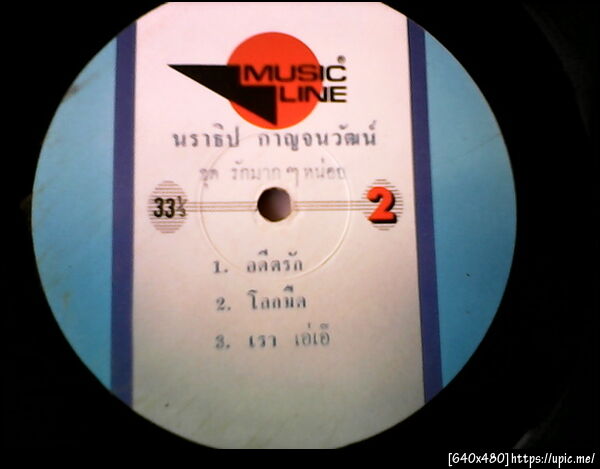 MUSIC®
LINE
นราธิป กาญจนวัฒน์
ชุด รักมาก ๆ หน่อย
33⅓ 2
1. อดีตรัก
2. โลกมืด
3. เรา เอ่เอ๊
[640x480]https://upic.me/